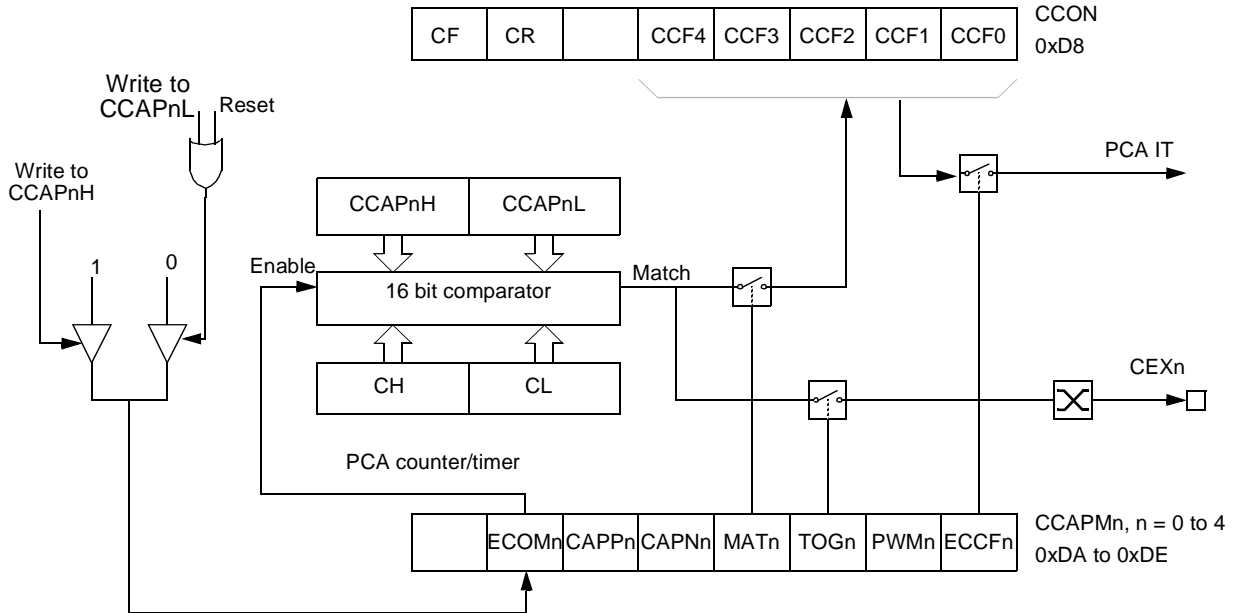 CF CR CCF4 CCF3 CCF2 CCF1 CCF0
CCON
0xD8
Write to
CCAPnL
Reset
Write to
CCAPnH
PCA IT
CCAPnH CCAPnL
1 0
Enable
16 bit comparator
Match
CH CL
CEXn
PCA counter/timer
ECOMn CAPPn CAPNn MATn TOGn PWMn ECCFn
CCAPMn, n = 0 to 4
0xDA to 0xDE